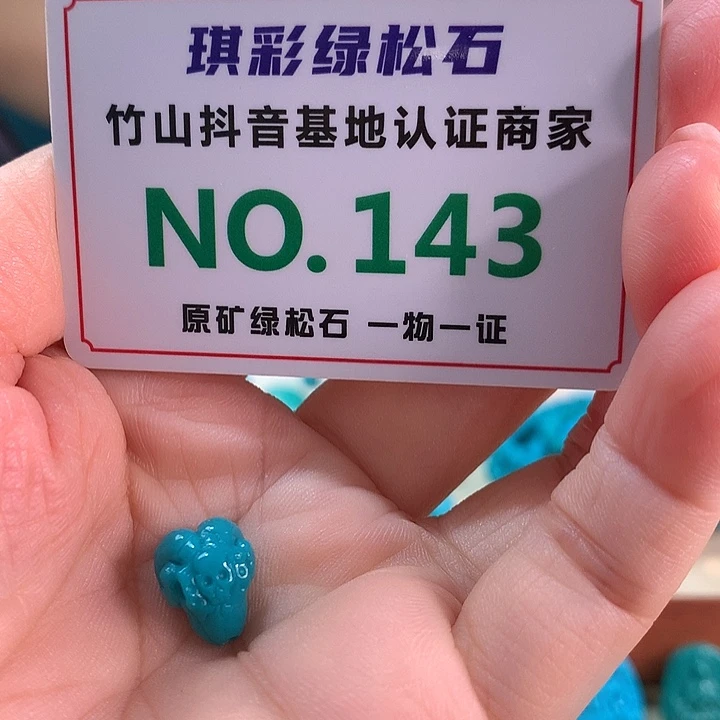 琪彩绿松石
竹山抖音基地认证商家
NO.143
原矿绿松石 一物一证